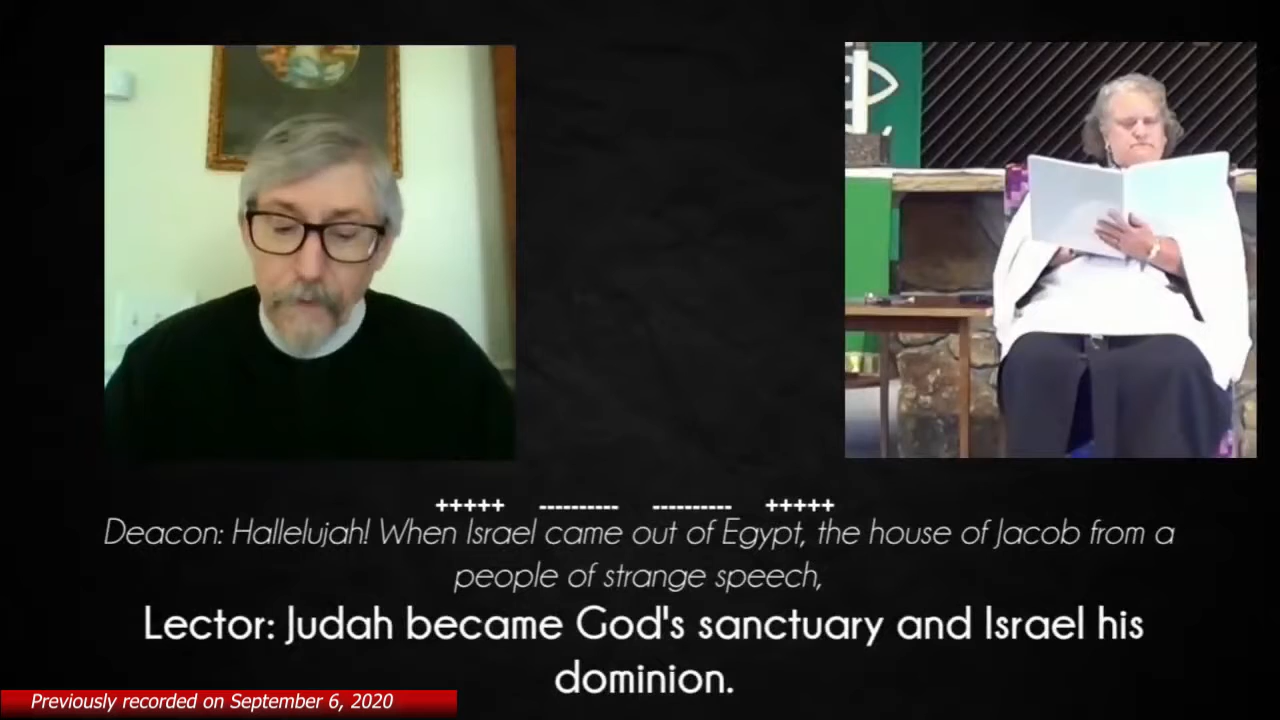 +++++ ---------- ---------- +++++
Deacon: Hallelujah! When Israel came out of Egypt, the house of Jacob from a
people of strange speech,
Lector: Judah became God's sanctuary and Israel his
dominion.
Previously recorded on September 6, 2020